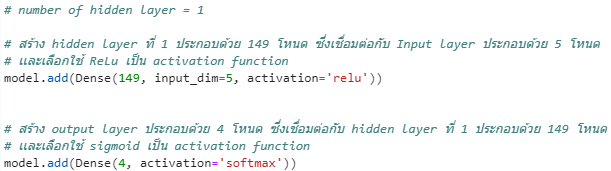 # number of hidden layer = 1
# สร้าง hidden layer ที่ 1 ประกอบด้วย 149 โหนด ซึ่งเชื่อมต่อกับ Input layer ประกอบด้วย 5 โหนด
# และเลือกใช้ ReLu เป็น activation function
model.add(Dense(149, input_dim=5, activation='relu'))
# สร้าง output layer ประกอบด้วย 4 โหนด ซึ่งเชื่อมต่อกับ hidden layer ที่ 1 ประกอบด้วย 149 โหนด
# และเลือกใช้ sigmoid เป็น activation function
model.add(Dense(4, activation='softmax'))